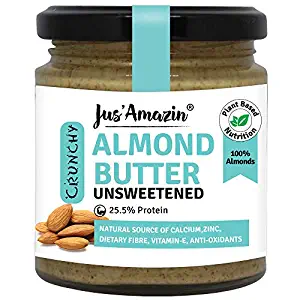 Jus'Amazin®
CRUNCHY
ALMOND
BUTTER
UNSWEETENED
25.5% Protein
Plant Based
Nutrition
100%
Almonds
NATURAL SOURCE OF CALCIUM,ZINC,
DIETARY FIBRE, VITAMIN-E, ANTI-OXIDANTS